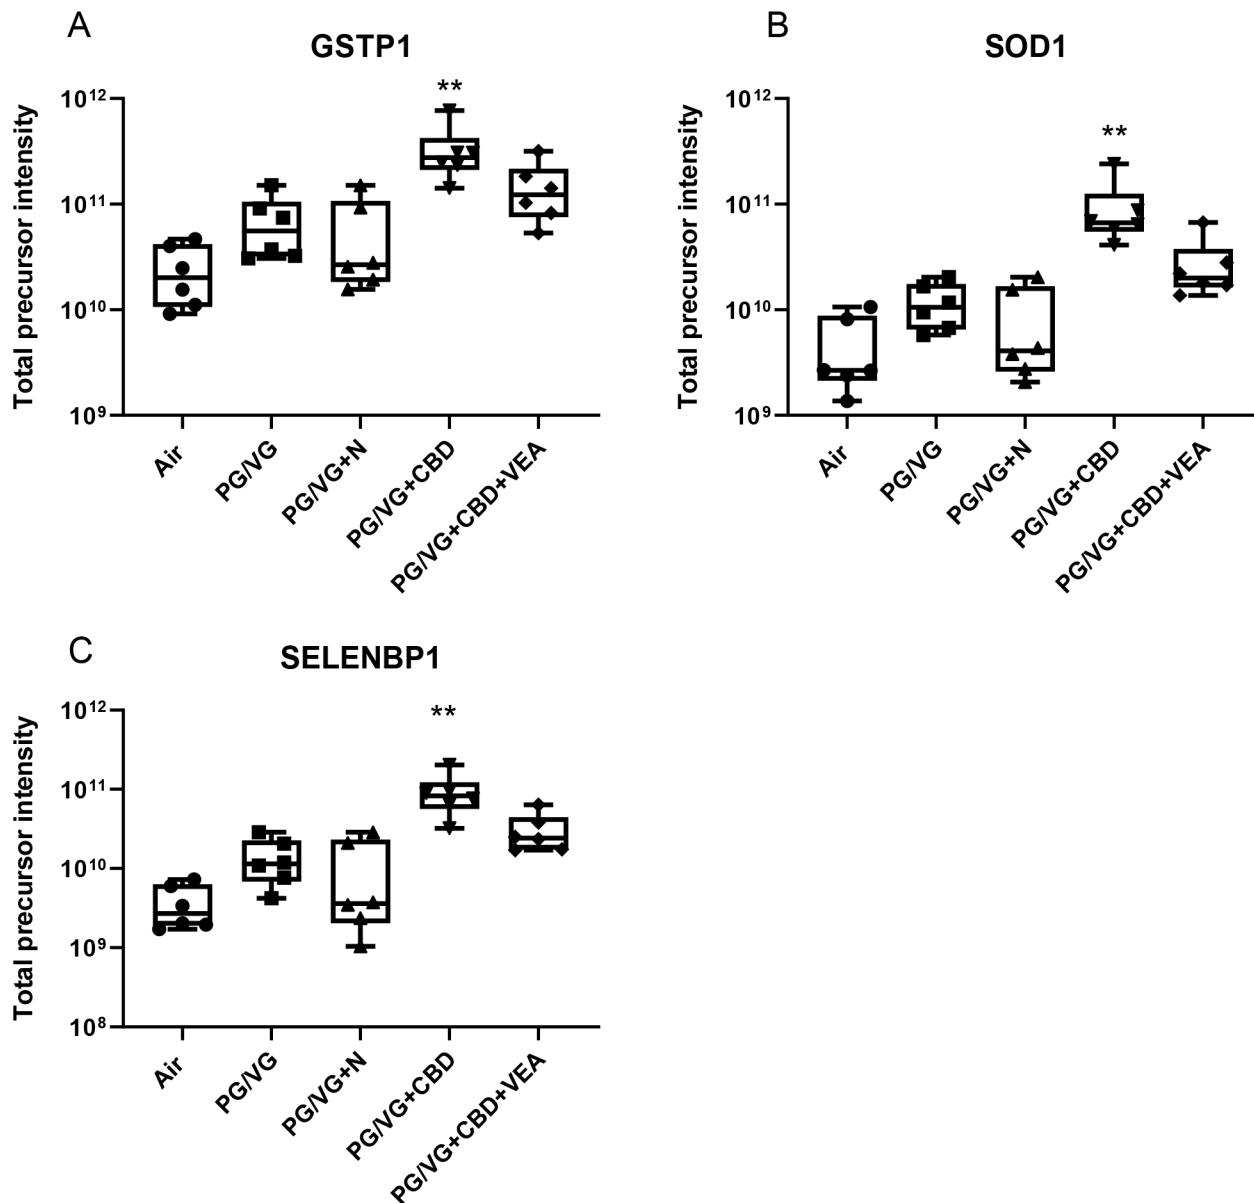 A
GSTP1
Total precursor intensity
10¹²
10¹¹
10¹⁰
10⁹
**
Air
PG/VG
PG/VG+N
PG/VG+CBD
PG/VG+CBD+VEA
B
SOD1
Total precursor intensity
10¹²
10¹¹
10¹⁰
10⁹
**
Air
PG/VG
PG/VG+N
PG/VG+CBD
PG/VG+CBD+VEA
C
SELENBP1
Total precursor intensity
10¹²
10¹¹
10¹⁰
10⁹
10⁸
**
Air
PG/VG
PG/VG+N
PG/VG+CBD
PG/VG+CBD+VEA